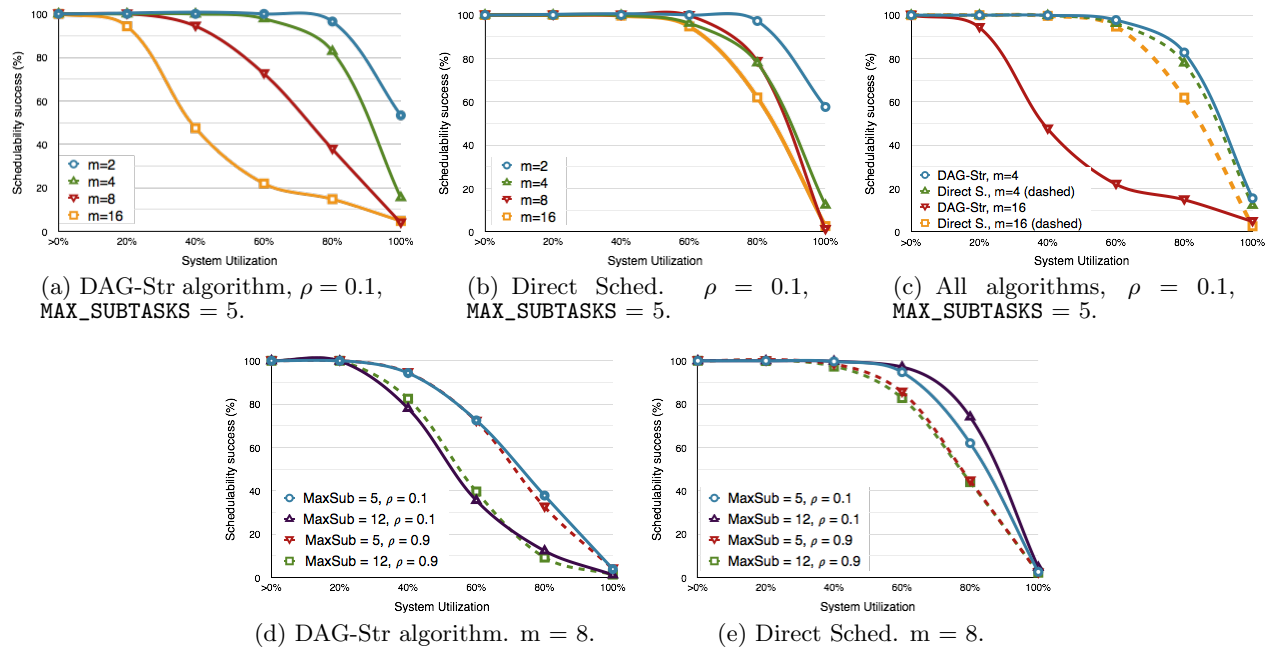 Schedulability success (%)
100
80
60
40
20
0
m=2
m=4
m=8
m=16
>0% 20% 40% 60% 80% 100%
System Utilization
(a) DAG-Str algorithm, ρ = 0.1,
MAX_SUBTASKS = 5.
Schedulability success (%)
100
80
60
40
20
0
m=2
m=4
m=8
m=16
>0% 20% 40% 60% 80% 100%
System Utilization
(b) Direct Sched. ρ = 0.1,
MAX_SUBTASKS = 5.
Schedulability success (%)
100
80
60
40
20
0
DAG-Str, m=4
Direct S., m=4 (dashed)
DAG-Str, m=16
Direct S., m=16 (dashed)
>0% 20% 40% 60% 80% 100%
System Utilization
(c) All algorithms, ρ = 0.1,
MAX_SUBTASKS = 5.
Schedulability success (%)
100
80
60
40
20
0
MaxSub = 5, ρ = 0.1
MaxSub = 12, ρ = 0.1
MaxSub = 5, ρ = 0.9
MaxSub = 12, ρ = 0.9
>0% 20% 40% 60% 80% 100%
System Utilization
(d) DAG-Str algorithm. m = 8.
Schedulability success (%)
100
80
60
40
20
0
MaxSub = 5, ρ = 0.1
MaxSub = 12, ρ = 0.1
MaxSub = 5, ρ = 0.9
MaxSub = 12, ρ = 0.9
>0% 20% 40% 60% 80% 100%
System Utilization
(e) Direct Sched. m = 8.